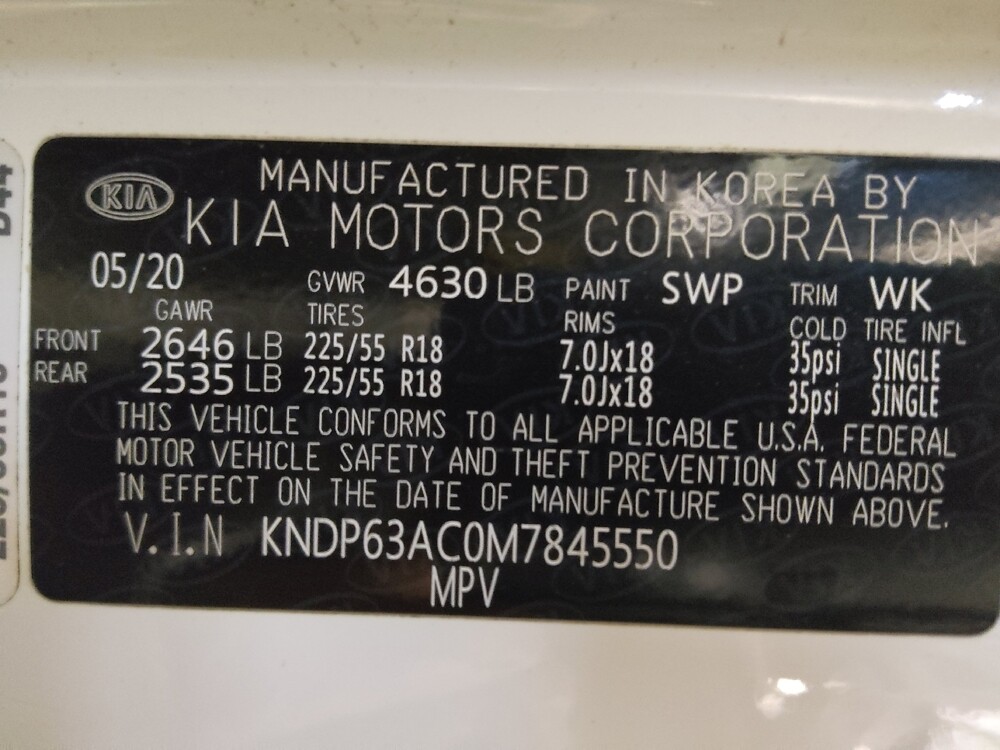 KIA MANUFACTURED IN KOREA BY
KIA MOTORS CORPORATION
05/20 GVWR 4630 LB PAINT SWP TRIM WK
GAWR TIRES RIMS COLD TIRE INFL
FRONT 2646 LB 225/55 R18 7.0Jx18 35psi SINGLE
REAR 2535 LB 225/55 R18 7.0Jx18 35psi SINGLE
THIS VEHICLE CONFORMS TO ALL APPLICABLE U.S.A. FEDERAL
MOTOR VEHICLE SAFETY AND THEFT PREVENTION STANDARDS
IN EFFECT ON THE DATE OF MANUFACTURE SHOWN ABOVE.
V.I.N KNDP63AC0M7845550
MPV